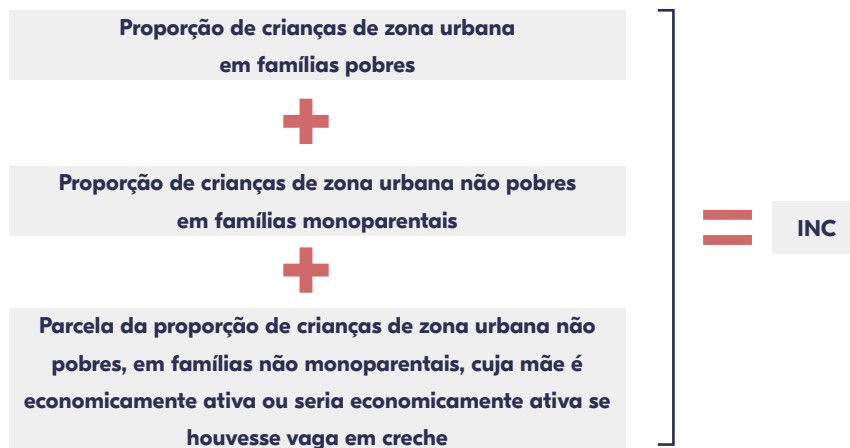 Proporção de crianças de zona urbana
em famílias pobres
+
Proporção de crianças de zona urbana não pobres
em famílias monoparentais
+
Parcela da proporção de crianças de zona urbana não
pobres, em famílias não monoparentais, cuja mãe é
economicamente ativa ou seria economicamente ativa se
houvesse vaga em creche
=
INC